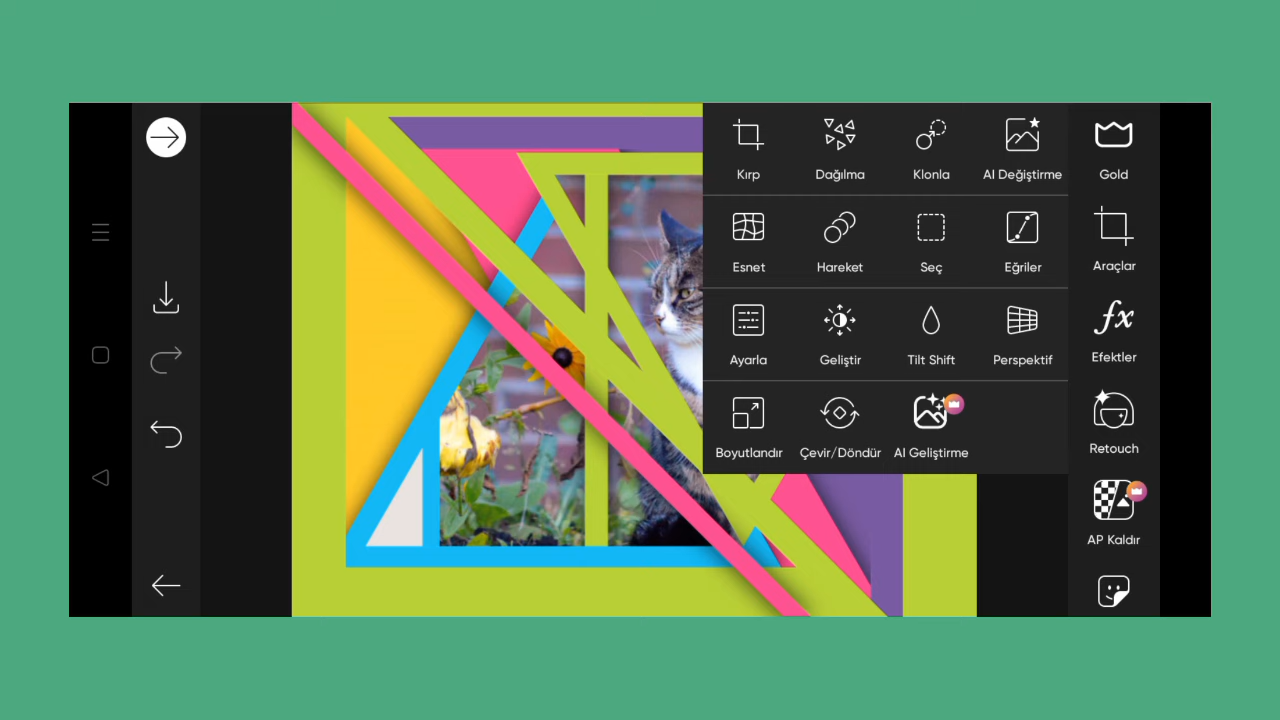 Kırp
Dağılma
Klonla
AI Değiştirme
Gold
Esnet
Hareket
Seç
Eğriler
Araçlar
Ayarla
Geliştir
Tilt Shift
Perspektif
fx
Efektler
Boyutlandır
Çevir/Döndür
AI Geliştirme
Retouch
AP Kaldır